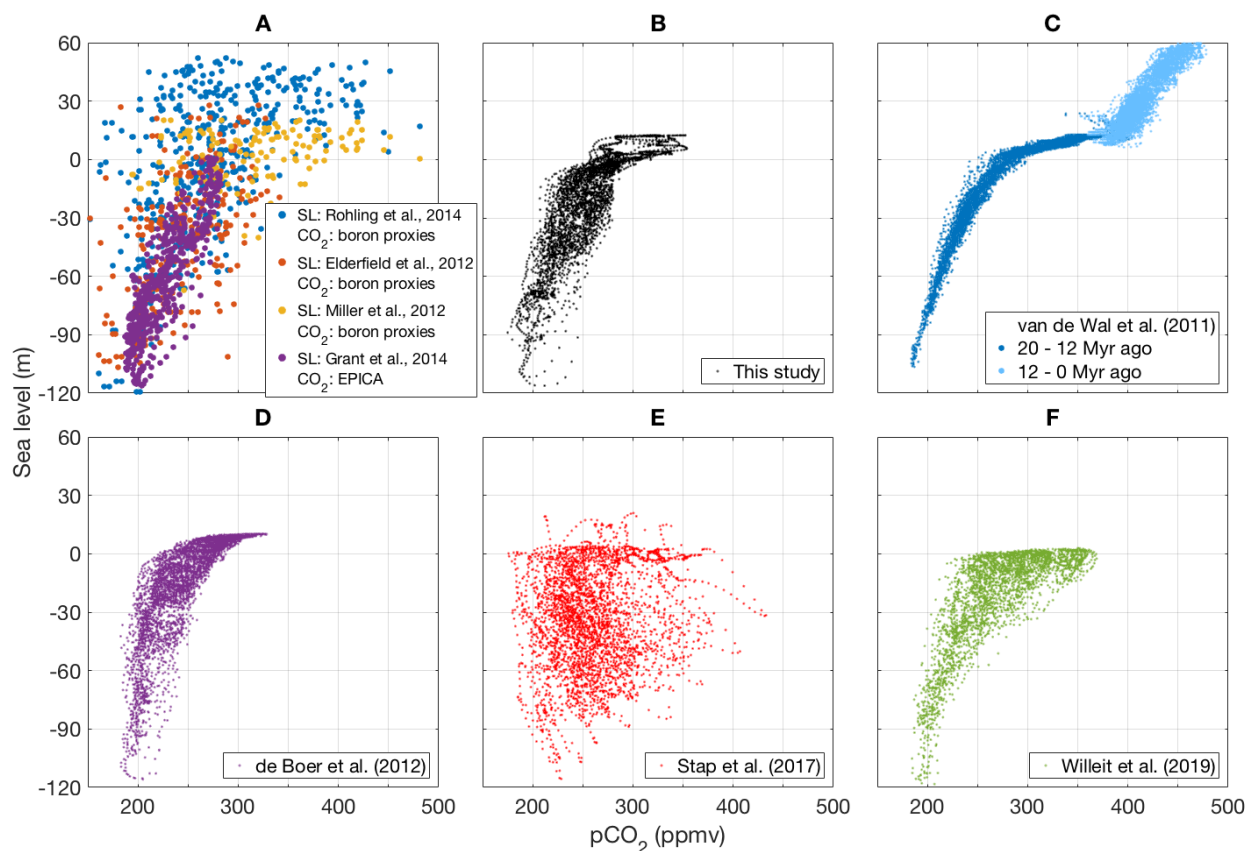 A
B
C
60
30
0
-30
-60
-90
-120
SL: Rohling et al., 2014
CO2: boron proxies
SL: Elderfield et al., 2012
CO2: boron proxies
SL: Miller et al., 2012
CO2: boron proxies
SL: Grant et al., 2014
CO2: EPICA
This study
van de Wal et al. (2011)
20 - 12 Myr ago
12 - 0 Myr ago
Sea level (m)
D
E
F
60
30
0
-30
-60
-90
-120
de Boer et al. (2012)
Stap et al. (2017)
Willeit et al. (2019)
200 300 400 500
200 300 400 500
200 300 400 500
pCO2 (ppmv)